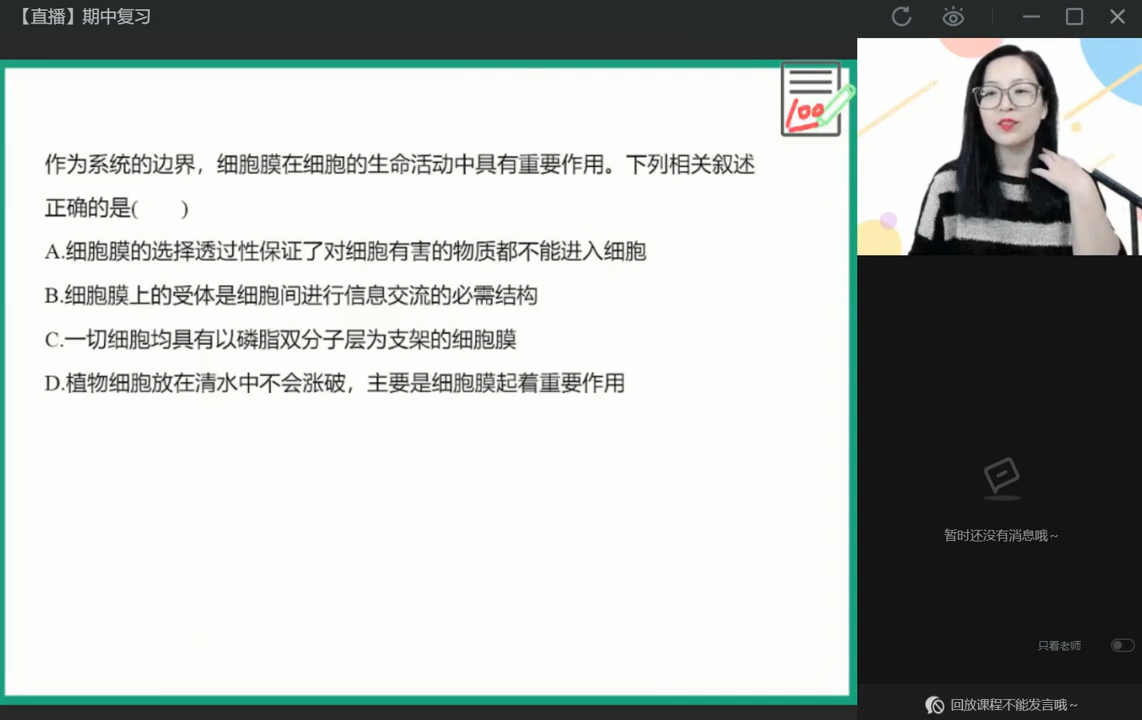 【直播】期中复习
100
作为系统的边界，细胞膜在细胞的生命活动中具有重要作用。下列相关叙述
正确的是(　　)
A.细胞膜的选择透过性保证了对细胞有害的物质都不能进入细胞
B.细胞膜上的受体是细胞间进行信息交流的必需结构
C.一切细胞均具有以磷脂双分子层为支架的细胞膜
D.植物细胞放在清水中不会涨破，主要是细胞膜起着重要作用
暂时还没有消息哦～
只看老师
回放课程不能发言哦～